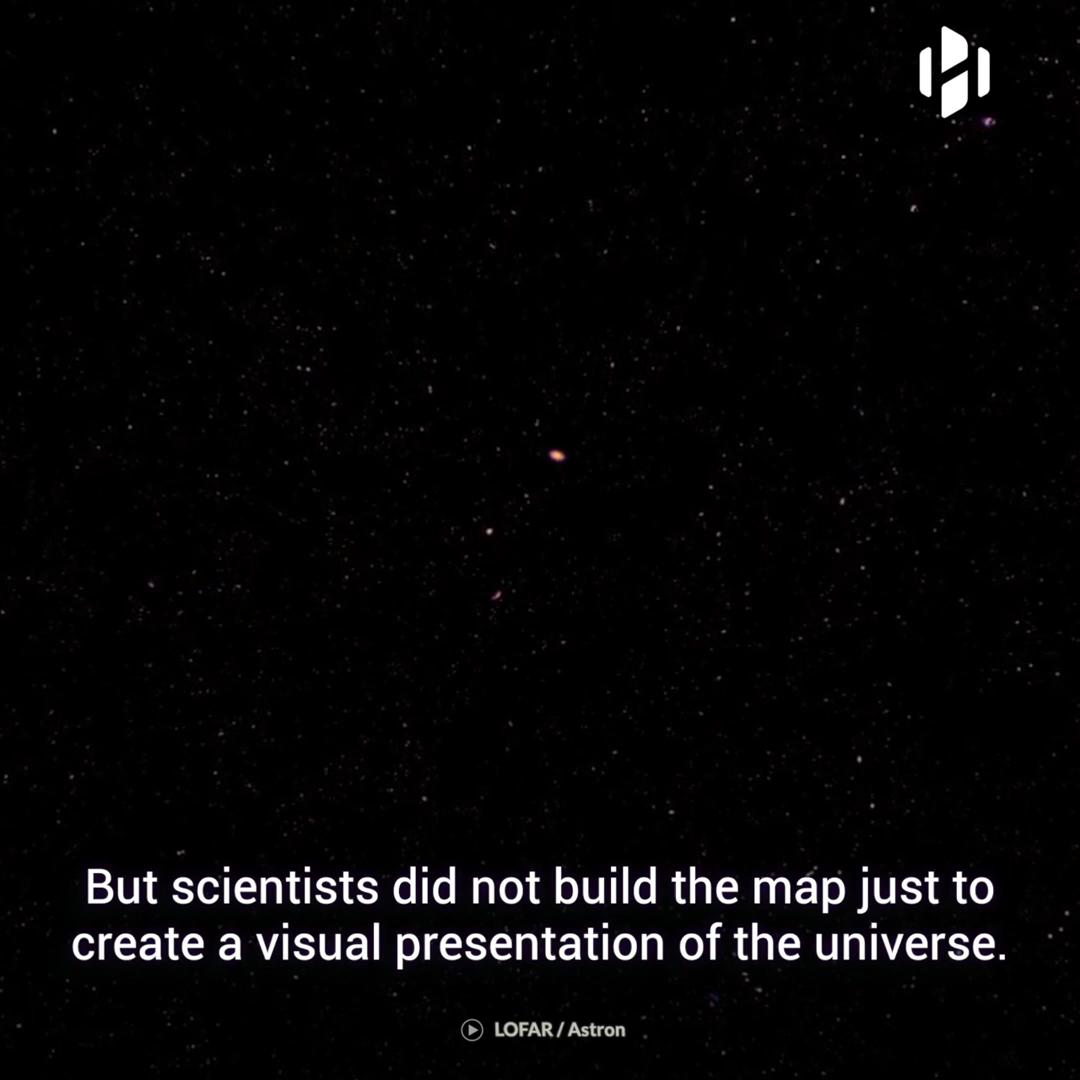 But scientists did not build the map just to
create a visual presentation of the universe.
LOFAR / Astron